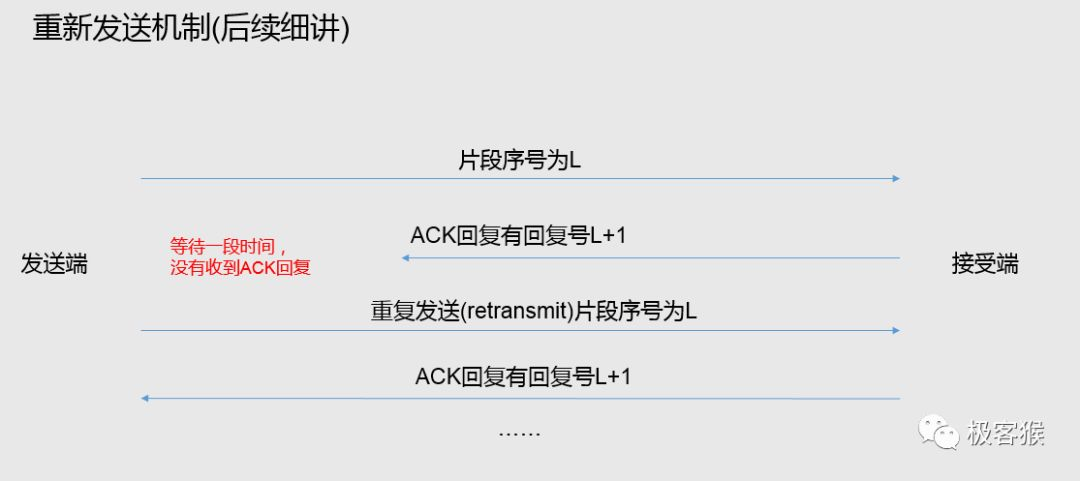 重新发送机制(后续细讲)
片段序号为L
ACK回复有回复号L+1
等待一段时间，
没有收到ACK回复
发送端
接受端
重复发送(retransmit)片段序号为L
ACK回复有回复号L+1
……
极客猴